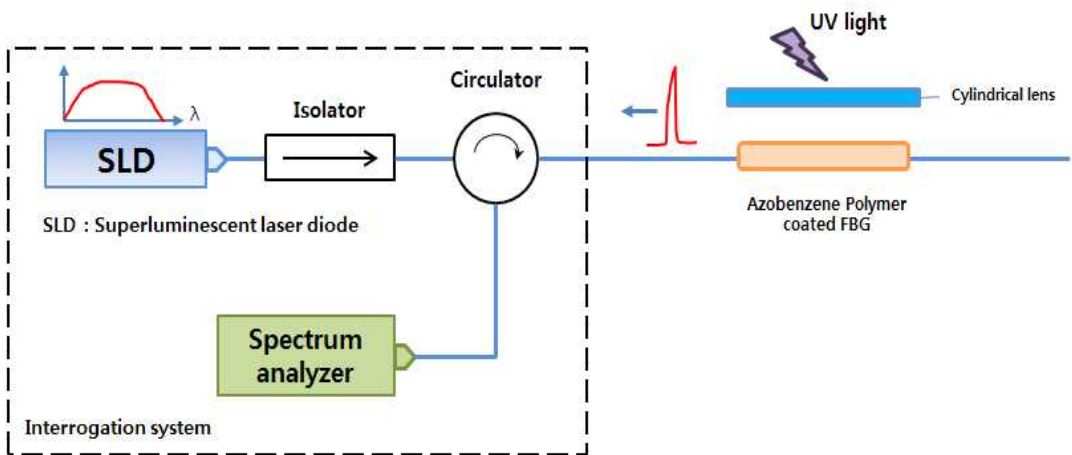 UV light
Circulator
Cylindrical lens
λ
Isolator
SLD
SLD : Superluminescent laser diode
Azobenzene Polymer
coated FBG
Spectrum
analyzer
Interrogation system